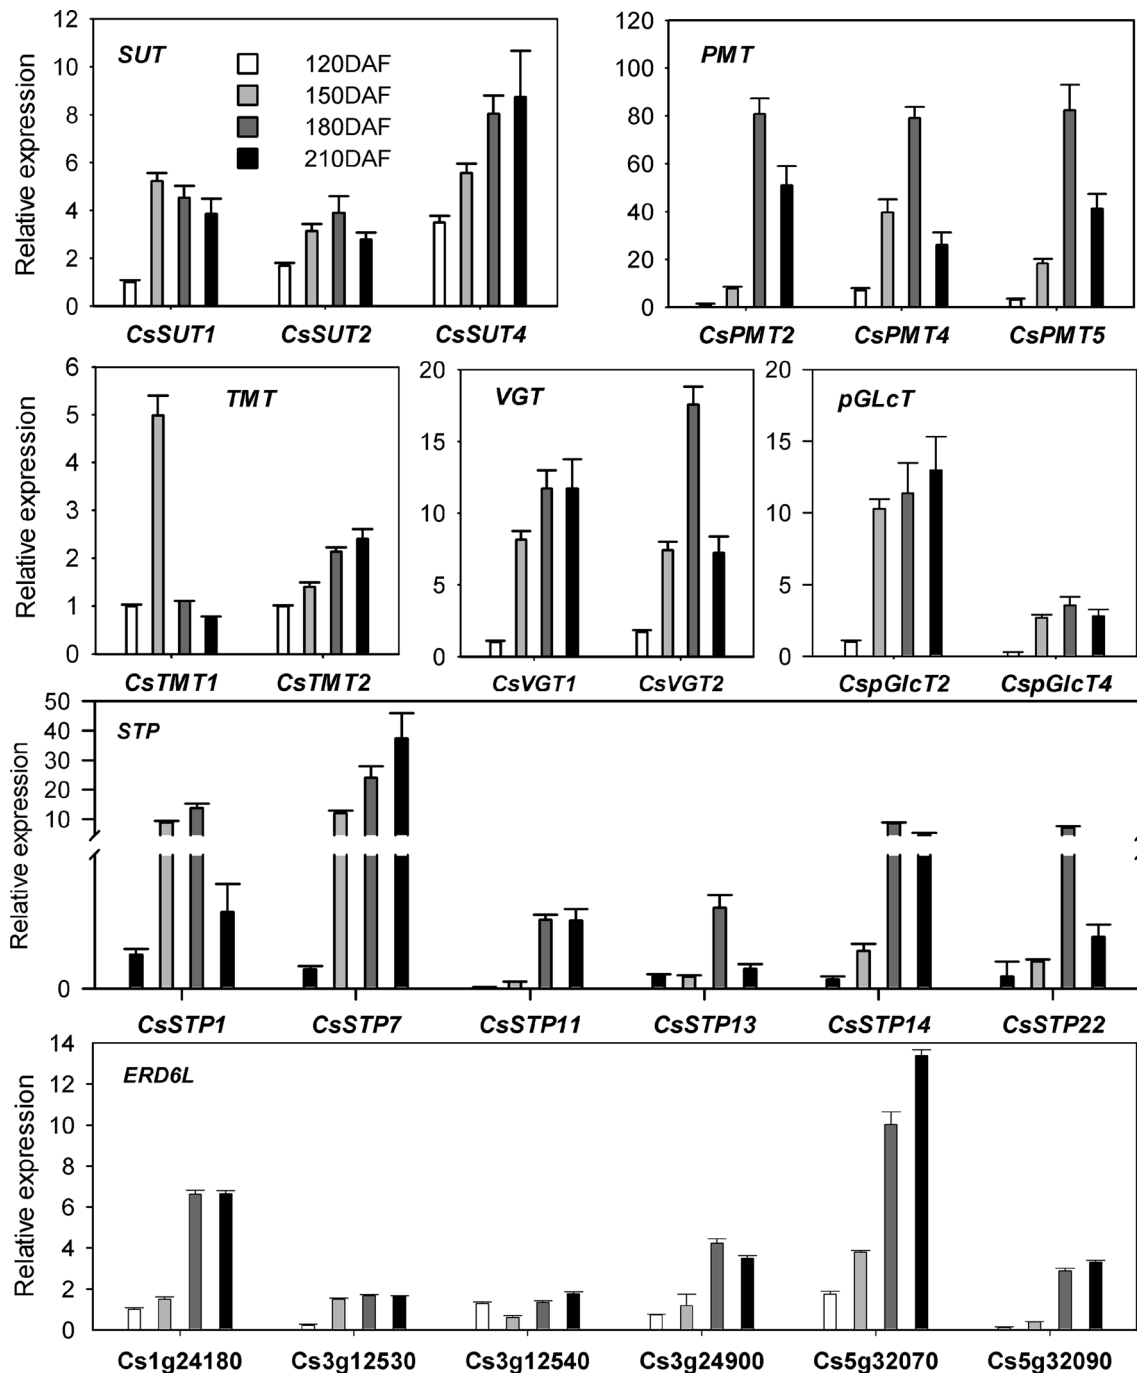 12
10
8
6
4
2
0
Relative expression
SUT
120DAF
150DAF
180DAF
210DAF
CsSUT1 CsSUT2 CsSUT4
120
100
80
60
40
20
0
PMT
CsPMT2 CsPMT4 CsPMT5
6
5
4
3
2
1
0
Relative expression
TMT
CsTMT1 CsTMT2
20
15
10
5
0
VGT
CsVGT1 CsVGT2
20
15
10
5
0
pGLcT
CspGlcT2 CspGlcT4
50
40
30
20
10
0
Relative expression
STP
CsSTP1 CsSTP7 CsSTP11 CsSTP13 CsSTP14 CsSTP22
14
12
10
8
6
4
2
0
Relative expression
ERD6L
Cs1g24180 Cs3g12530 Cs3g12540 Cs3g24900 Cs5g32070 Cs5g32090